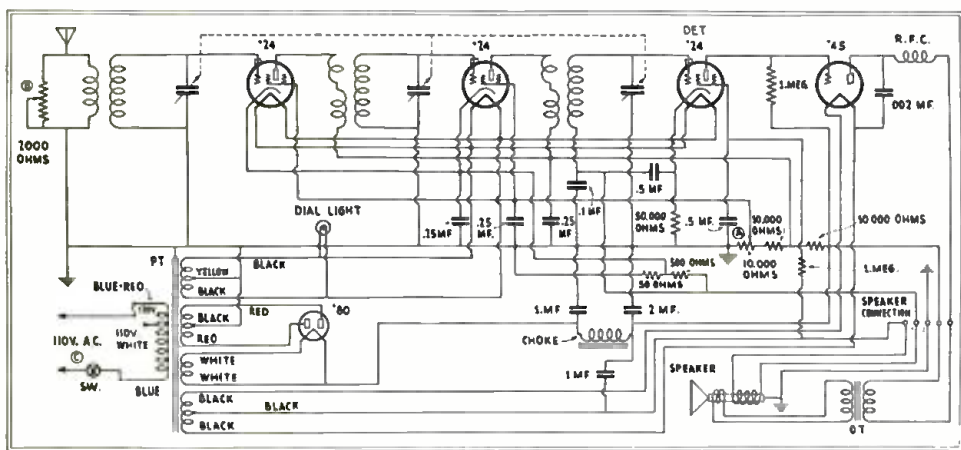 '24
'24
DET
'24
'45
R.F.C.
B
2000
OHMS
1.MEG.
.002 MF.
DIAL LIGHT
.25MF
.25
MF.
.25
MF
.1 MF
.5 MF
50.000
OHMS
.5 MF.
A
10.000
OHMS
10.000
OHMS
10 000 OHMS
1.MEG.
PT
YELLOW
BLACK
BLACK
500 OHMS
50 OHMS
BLUE-RED
110V. A.C.
C
SW.
110V.
WHITE
BLUE
BLACK
RED
RED
'80
WHITE
WHITE
BLACK
BLACK
BLACK
1.MF
2 MF.
CHOKE
1 MF
SPEAKER
CONNECTION
SPEAKER
OT